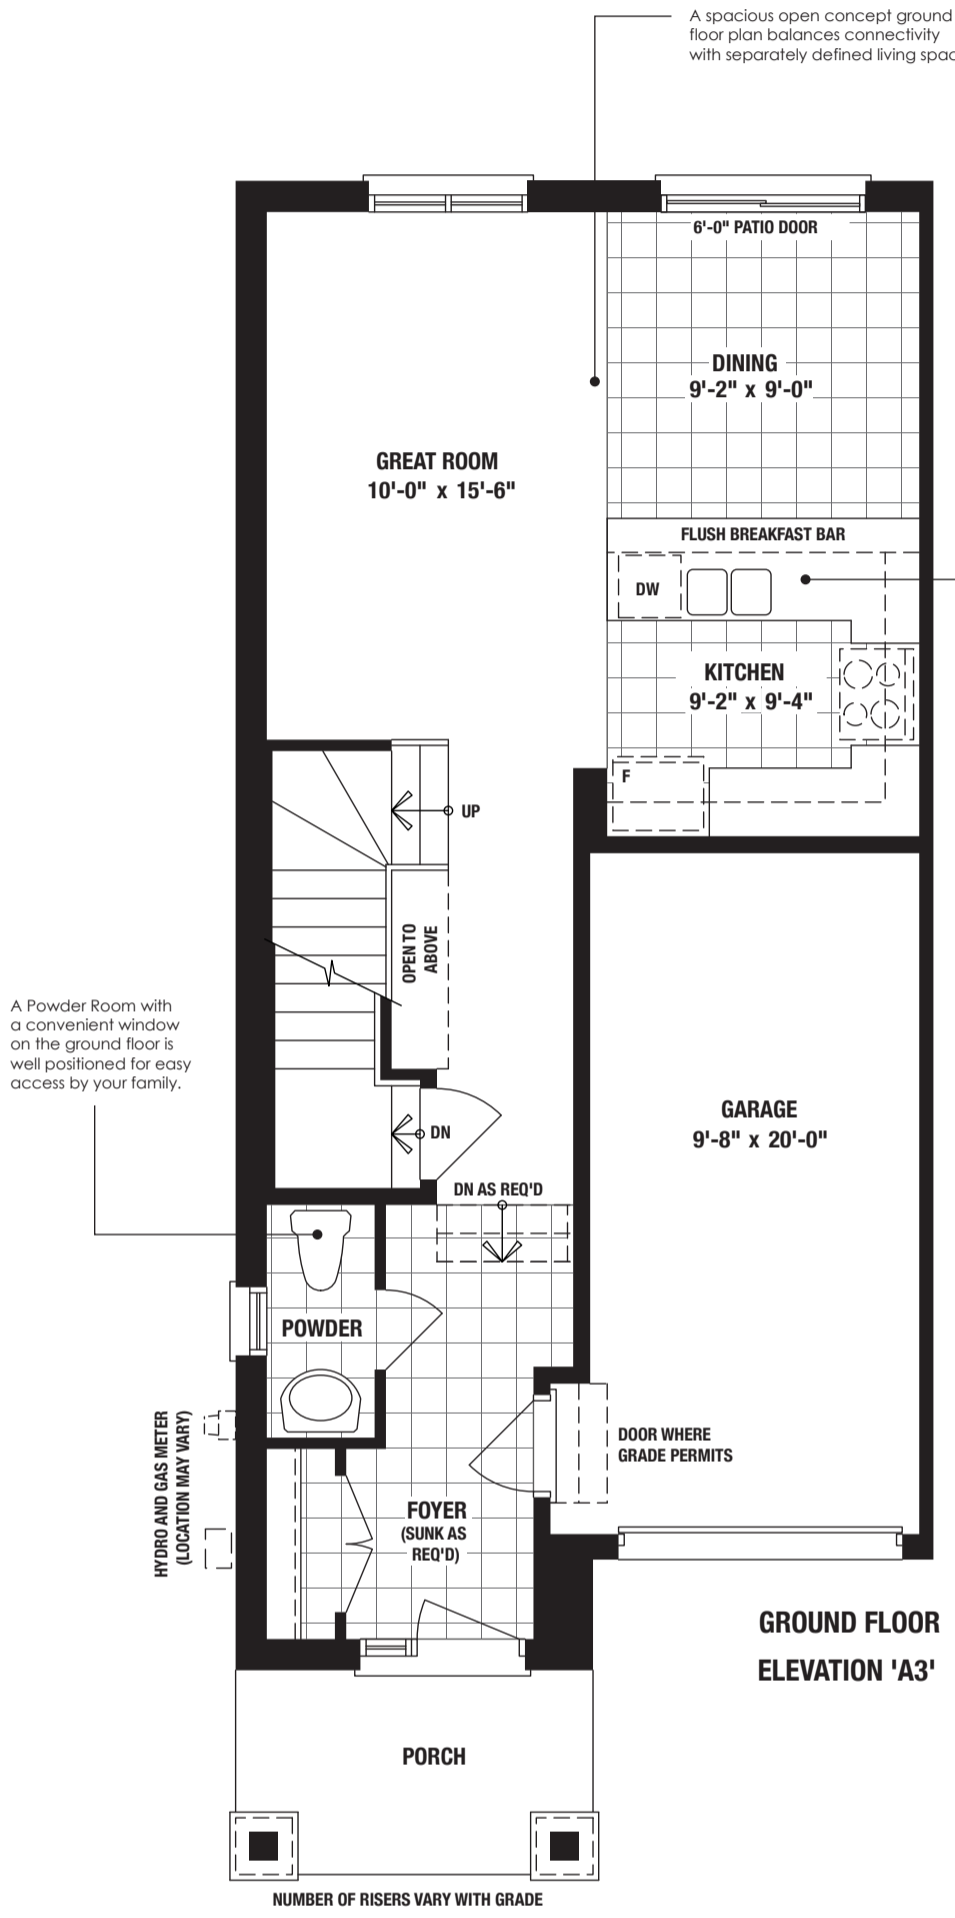 A spacious open concept ground
floor plan balances connectivity
with separately defined living
6'-0" PATIO DOOR
DINING
9'-2" x 9'-0"
GREAT ROOM
10'-0" x 15'-6"
FLUSH BREAKFAST BAR
DW
KITCHEN
9'-2" x 9'-4"
F
UP
OPEN TO
ABOVE
A Powder Room with
a convenient window
on the ground floor is
well positioned for easy
access by your family.
GARAGE
9'-8" x 20'-0"
DN
DN AS REQ'D
POWDER
HYDRO AND GAS METER
(LOCATION MAY VARY)
DOOR WHERE
GRADE PERMITS
FOYER
(SUNK AS
REQ'D)
GROUND FLOOR
ELEVATION 'A3'
PORCH
NUMBER OF RISERS VARY WITH GRADE